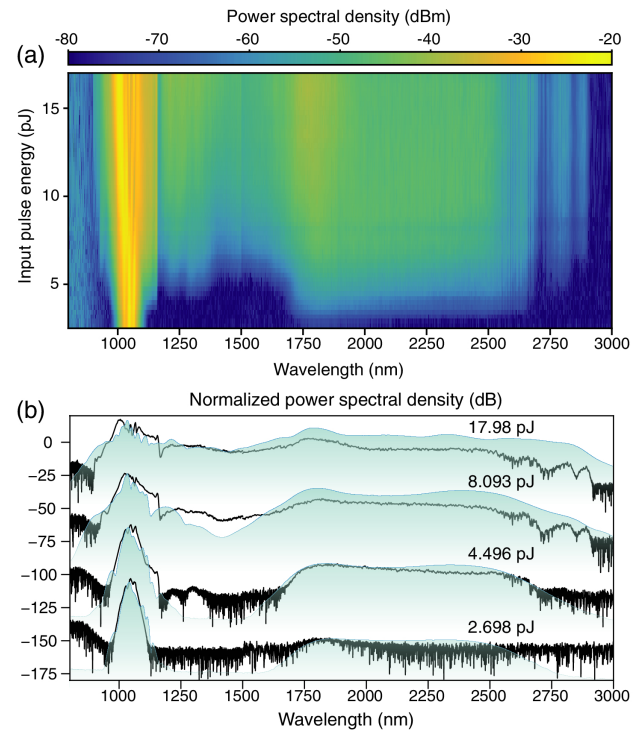 Power spectral density (dBm)
-80 -70 -60 -50 -40 -30 -20
(a)
Input pulse energy (pJ)
15
10
5
1000 1250 1500 1750 2000 2250 2500 2750 3000
Wavelength (nm)
(b)
Normalized power spectral density (dB)
17.98 pJ
0
−25
8.093 pJ
−50
−75
4.496 pJ
−100
−125
2.698 pJ
−150
−175
1000 1250 1500 1750 2000 2250 2500 2750 3000
Wavelength (nm)